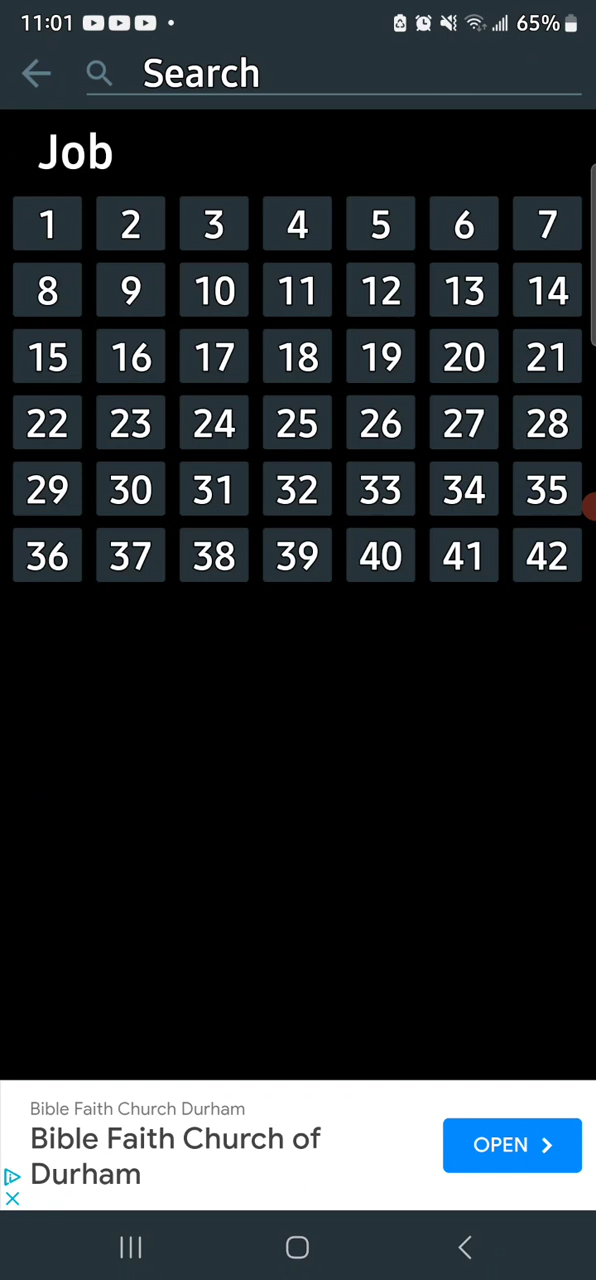 11:01 65%
Search
Job
1 2 3 4 5 6 7
8 9 10 11 12 13 14
15 16 17 18 19 20 21
22 23 24 25 26 27 28
29 30 31 32 33 34 35
36 37 38 39 40 41 42
Bible Faith Church Durham
Bible Faith Church of
Durham
OPEN